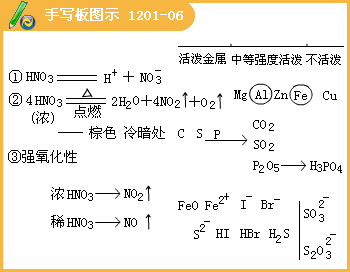 手写板图示 1201-06
活泼金属 中等强度活泼 不活泼
① HNO₃ ══ H⁺ + NO₃⁻
Mg Al Zn Fe Cu
② 4HNO₃ ══ 2H₂O+4NO₂↑+O₂↑
△
点燃
(浓)
—— 棕色 冷暗处
C S P → CO₂
SO₂
P₂O₅ → H₃PO₄
③强氧化性
浓HNO₃ → NO₂↑
稀HNO₃ → NO ↑
FeO Fe²⁺ I⁻ Br⁻ SO₃²⁻
S²⁻ HI HBr H₂S S₂O₃²⁻